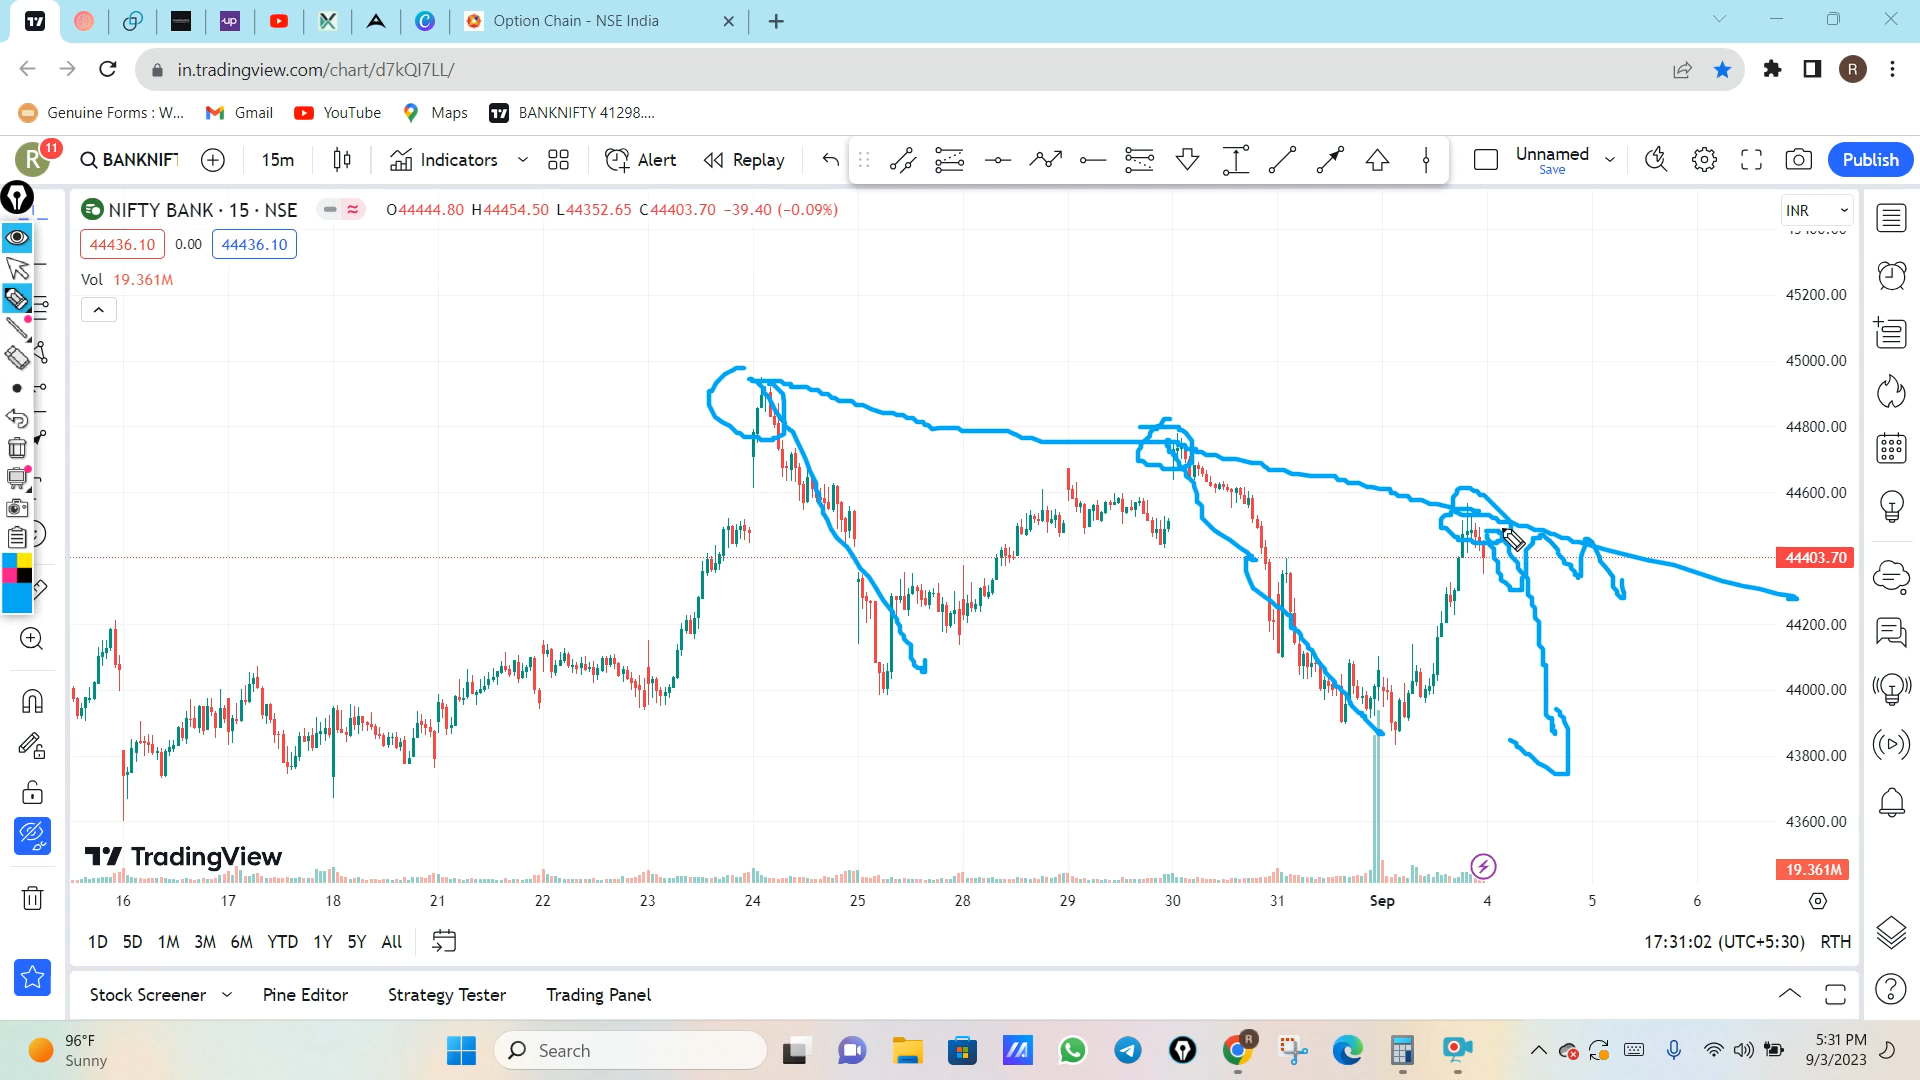 Option Chain - NSE India
in.tradingview.com/chart/d7kQI7LL/
R
Genuine Forms : W...
Gmail
YouTube
Maps
BANKNIFTY 41298....
R
11
BANKNIF
15m
Indicators
Alert
Replay
Unnamed
Save
Publish
NIFTY BANK · 15 · NSE
O44444.80 H44454.50 L44352.65 C44403.70 −39.40 (−0.09%)
INR
44436.10
0.00
44436.10
Vol 19.361M
45200.00
45000.00
44800.00
44600.00
44403.70
44200.00
44000.00
43800.00
43600.00
19.361M
TradingView
16 17 18 21 22 23 24 25 28 29 30 31 Sep 4 5 6
1D 5D 1M 3M 6M YTD 1Y 5Y All
17:31:02 (UTC+5:30) RTH
Stock Screener
Pine Editor
Strategy Tester
Trading Panel
96°F
Sunny
Search
5:31 PM
9/3/2023